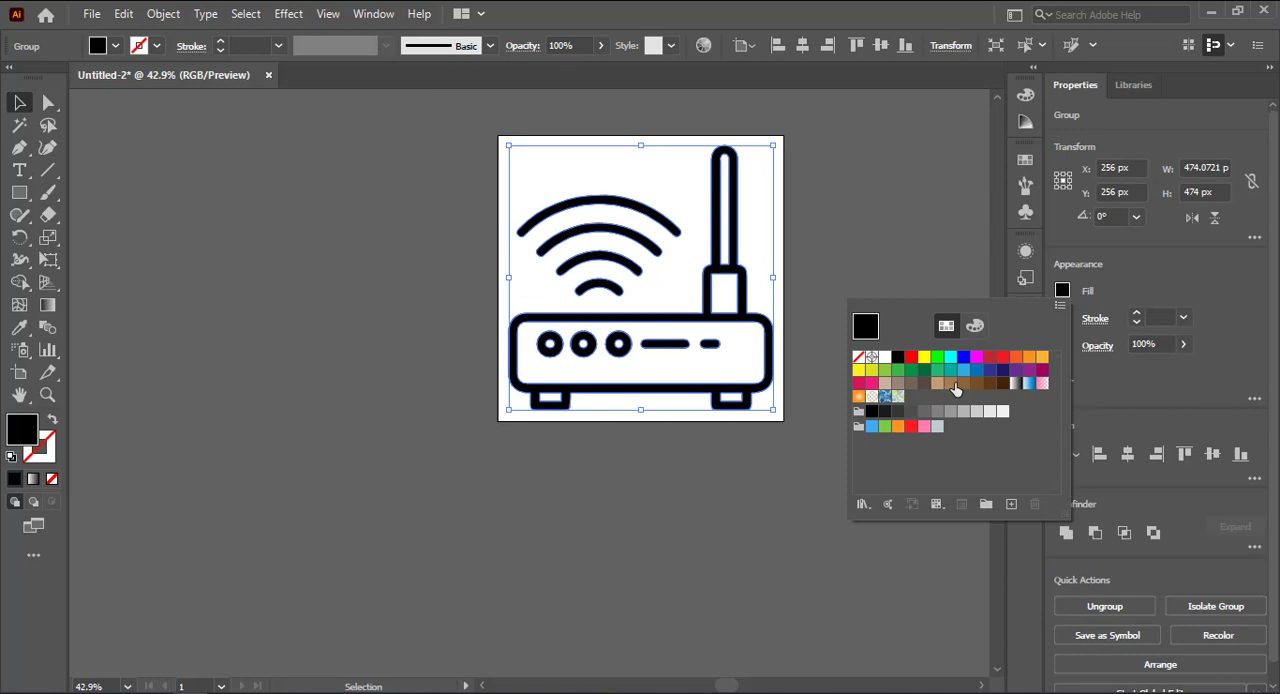 Ai File Edit Object Type Select Effect View Window Help Search Adobe Help
Group Stroke: Basic Opacity: 100% Style: Transform
Untitled-2* @ 42.9% (RGB/Preview)
Properties Libraries
Group
Transform
X: 256 px W: 474.0721 p
Y: 256 px H: 474 px
0°
Appearance
Fill
Stroke
Opacity 100%
Expand
Quick Actions
Ungroup Isolate Group
Save as Symbol Recolor
Arrange
42.9% 1 Selection